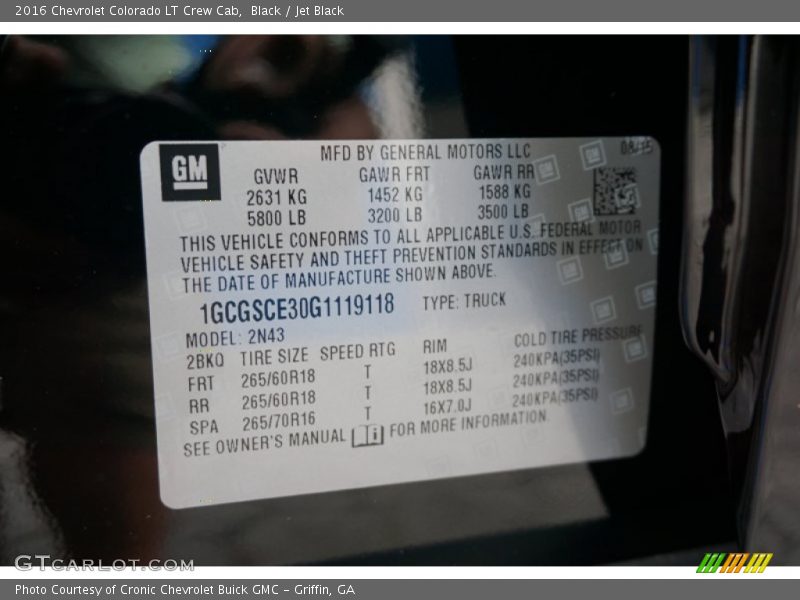 2016 Chevrolet Colorado LT Crew Cab,  Black / Jet Black
GM
MFD BY GENERAL MOTORS LLC 08/15
GVWR GAWR FRT GAWR RR
2631 KG 1452 KG 1588 KG
5800 LB 3200 LB 3500 LB
THIS VEHICLE CONFORMS TO ALL APPLICABLE U.S. FEDERAL MOTOR
VEHICLE SAFETY AND THEFT PREVENTION STANDARDS IN EFFECT ON
THE DATE OF MANUFACTURE SHOWN ABOVE.
1GCGSCE30G1119118 TYPE: TRUCK
MODEL: 2N43
2BKQ TIRE SIZE SPEED RTG RIM COLD TIRE PRESSURE
FRT 265/60R18 T 18X8.5J 240KPA(35PSI)
RR 265/60R18 T 18X8.5J 240KPA(35PSI)
SPA 265/70R16 T 16X7.0J 240KPA(35PSI)
SEE OWNER'S MANUAL FOR MORE INFORMATION.
GTCARLOT.COM
Photo Courtesy of Cronic Chevrolet Buick GMC - Griffin, GA